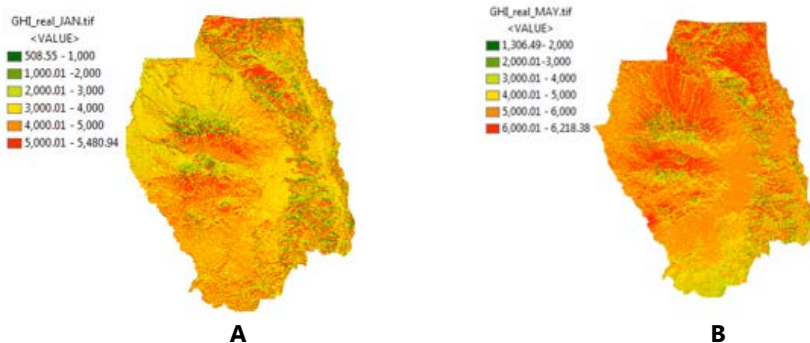 GHI_real_JAN.tif
<VALUE>
508.55 - 1,000
1,000.01 -2,000
2,000.01 - 3,000
3,000.01 - 4,000
4,000.01 - 5,000
5,000.01 - 5,480.94
A
GHI_real_MAY.tif
<VALUE>
1,306.49- 2,000
2,000.01-3,000
3,000.01 - 4,000
4,000.01 - 5,000
5,000.01 - 6,000
6,000.01 - 6,218.38
B